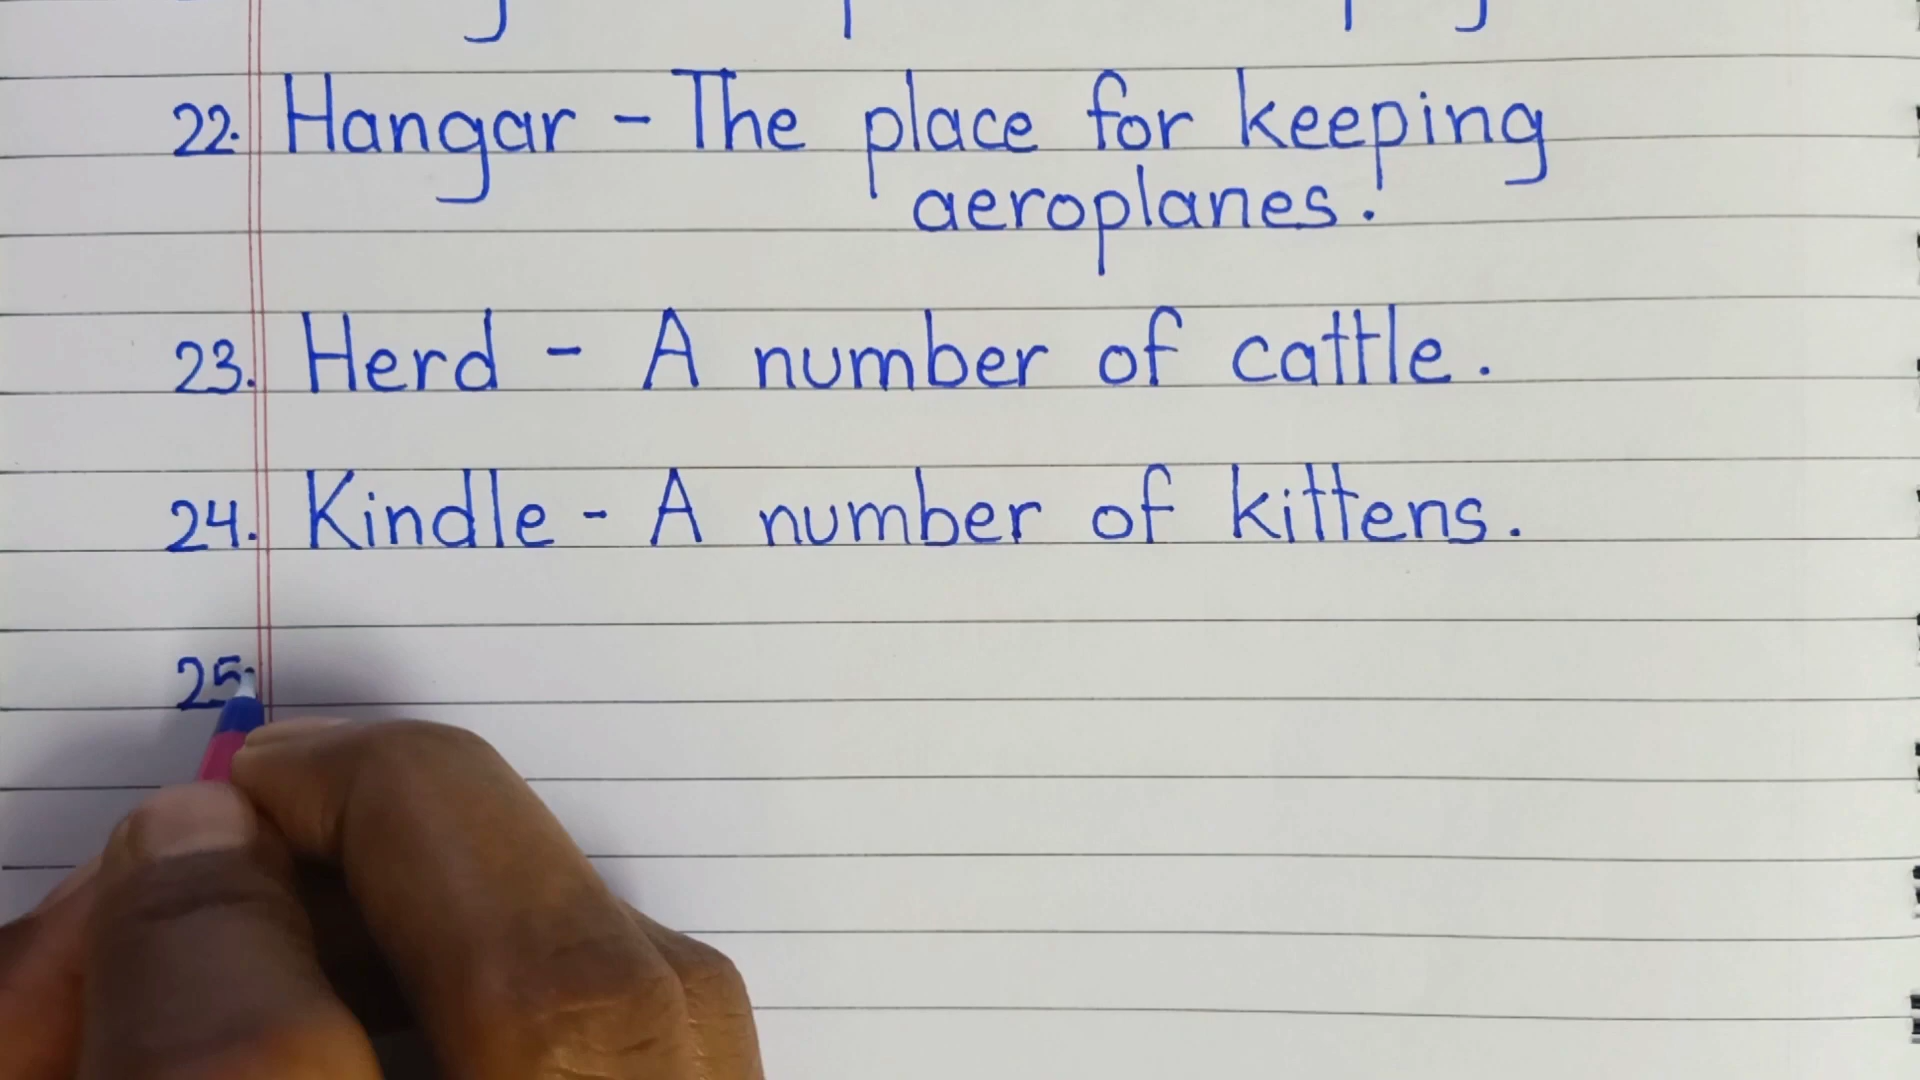 22. Hangar - The place for keeping
aeroplanes.
23. Herd - A number of cattle.
24. Kindle - A number of kittens.
25.